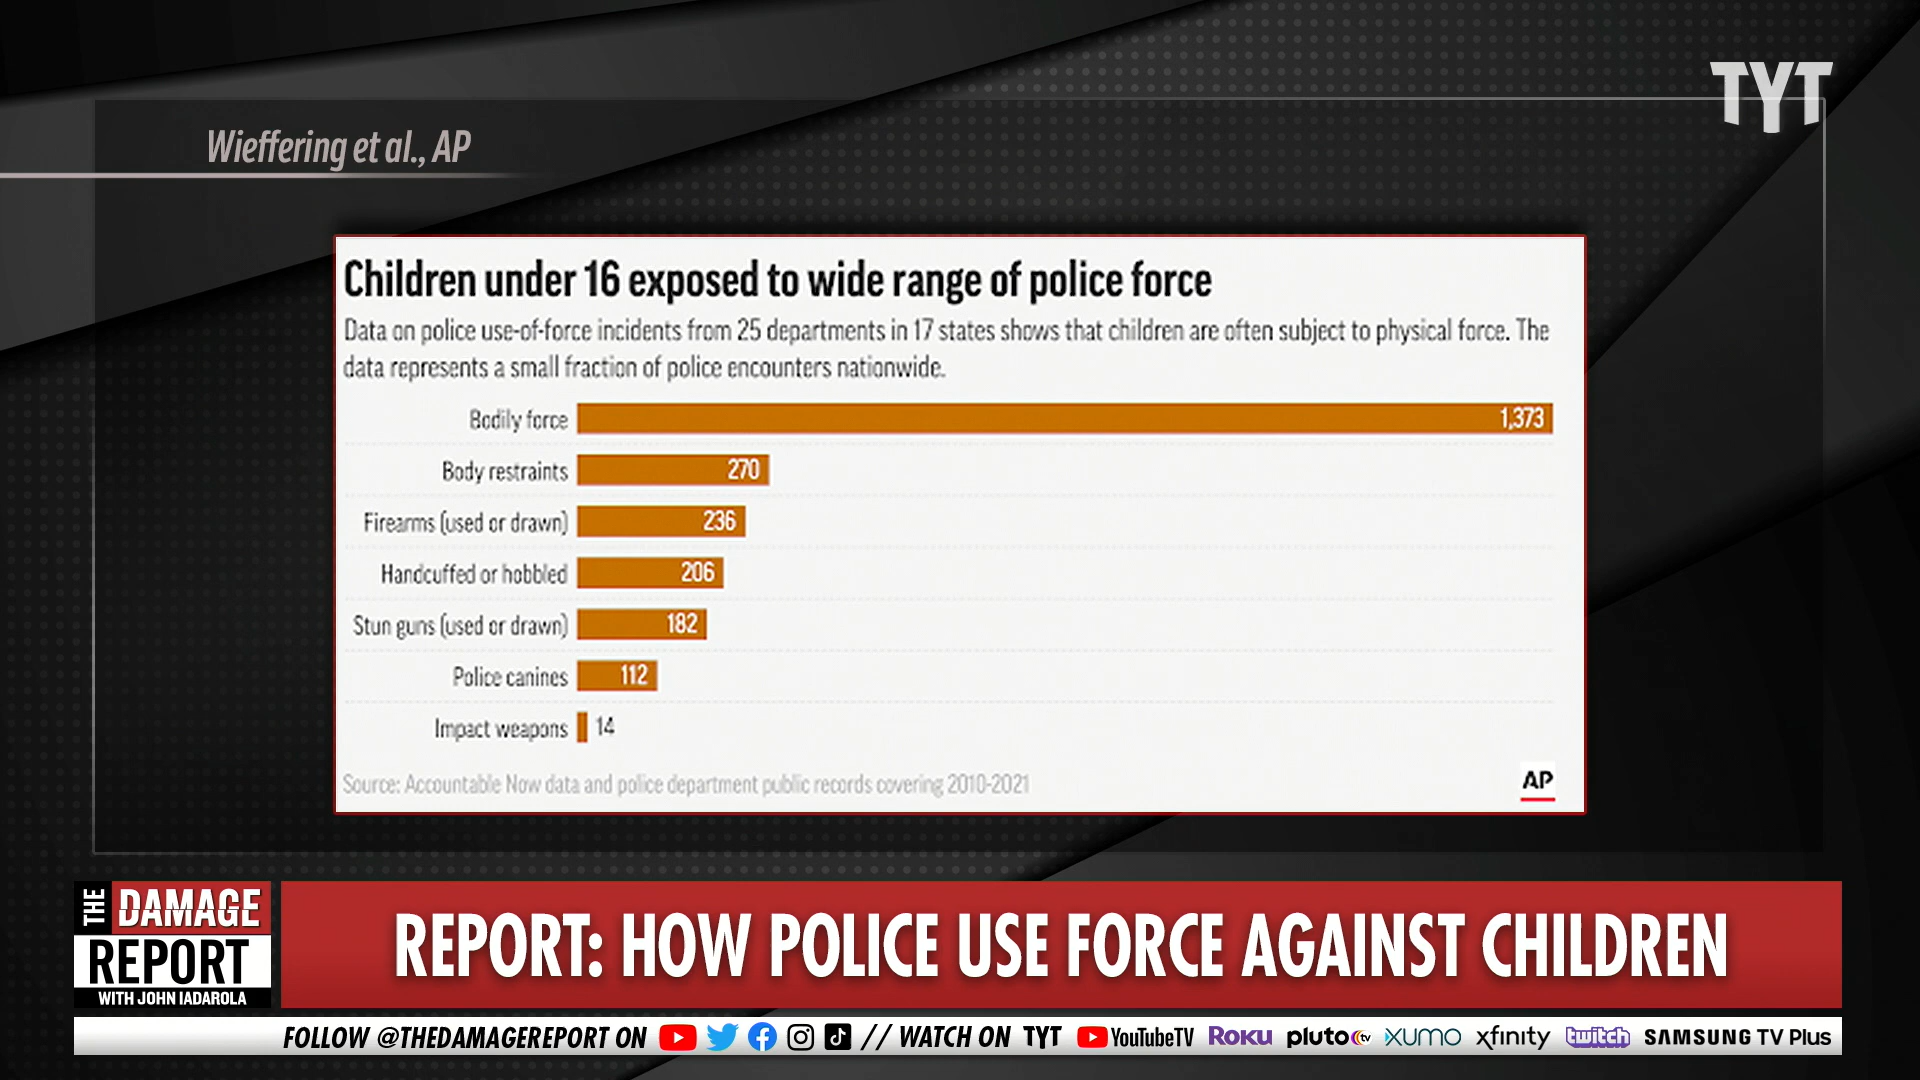 TYT
Wieffering et al., AP
Children under 16 exposed to wide range of police force
Data on police use-of-force incidents from 25 departments in 17 states shows that children are often subject to physical force. The
data represents a small fraction of police encounters nationwide.
Bodily force 1,373
Body restraints 270
Firearms (used or drawn) 236
Handcuffed or hobbled 206
Stun guns (used or drawn) 182
Police canines 112
Impact weapons 14
Source: Accountable Now data and police department public records covering 2010-2021
AP
THE DAMAGE
REPORT
WITH JOHN IADAROLA
REPORT: HOW POLICE USE FORCE AGAINST CHILDREN
FOLLOW @THEDAMAGEREPORT ON // WATCH ON TYT YouTubeTV Roku pluto tv xumo xfinity twitch SAMSUNG TV Plus